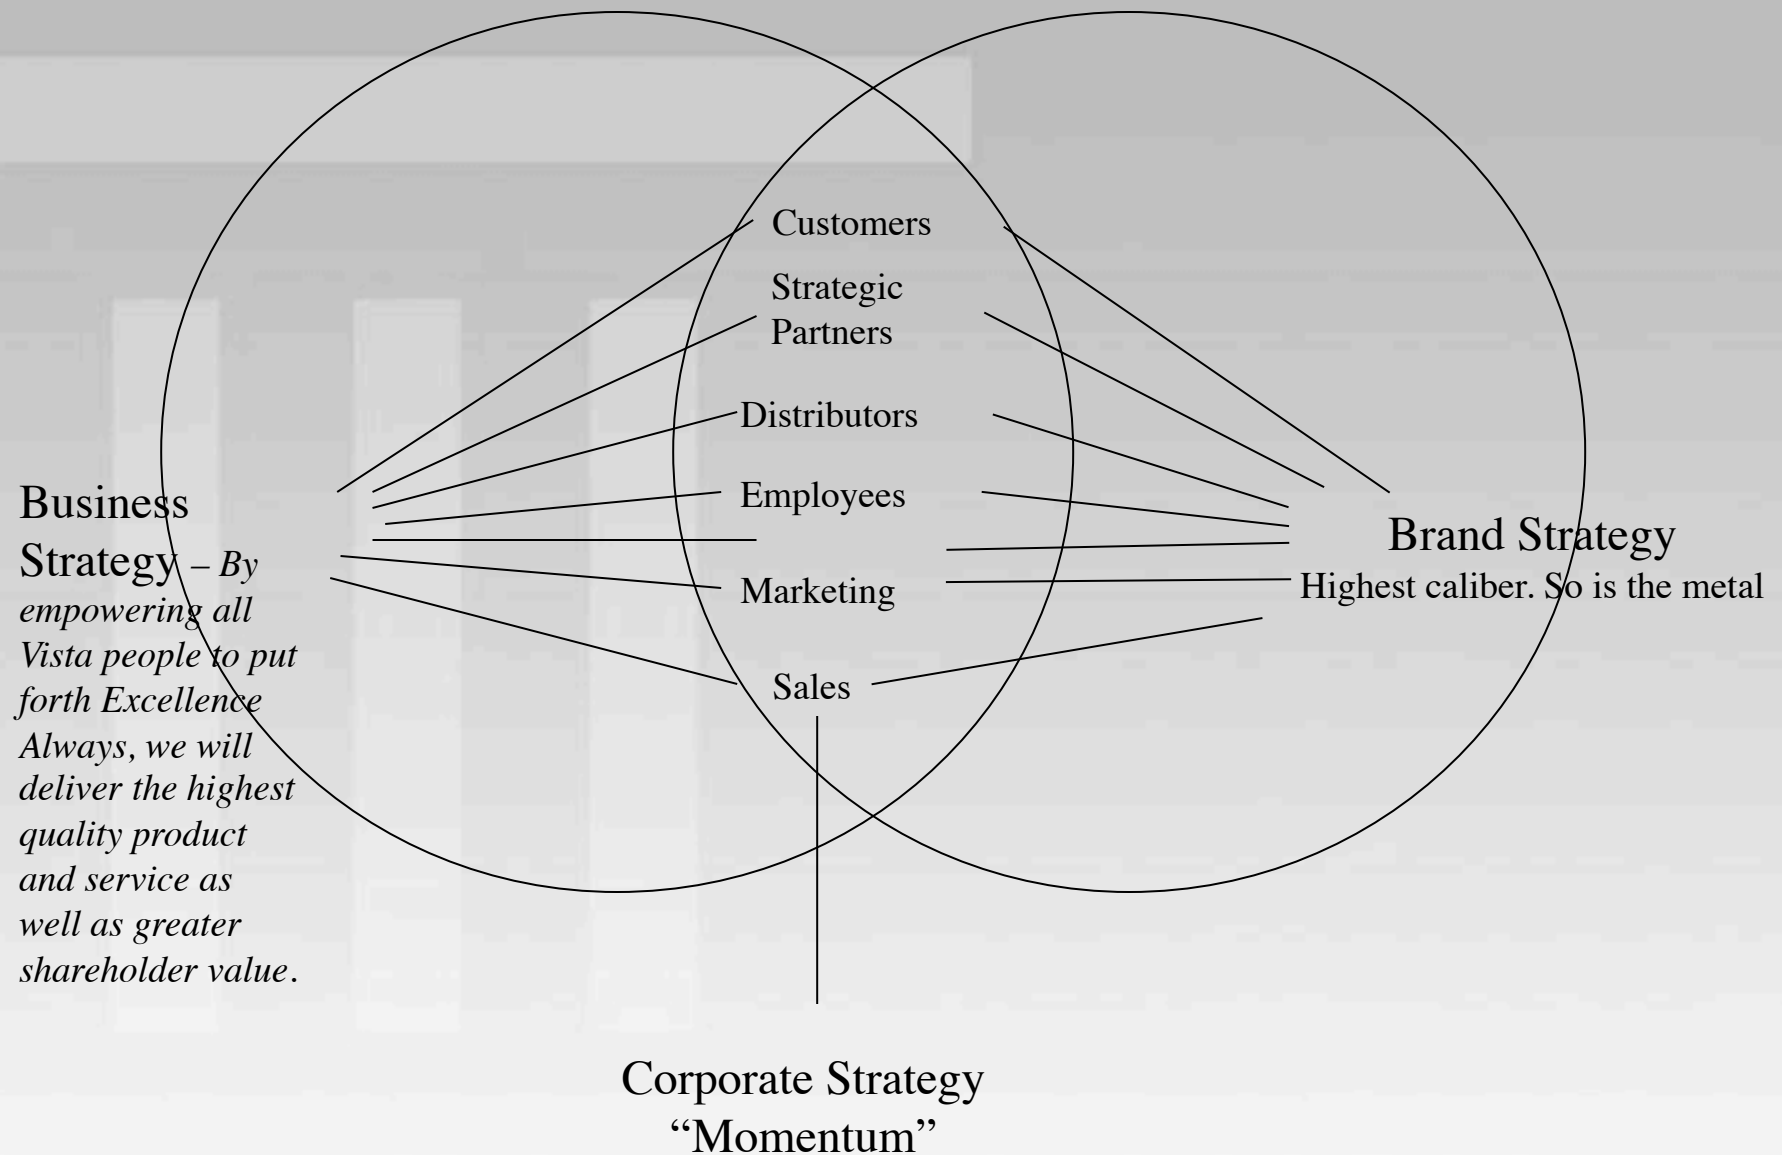 Customers
Strategic
Partners
Distributors
Employees
Marketing
Sales
Business
Strategy – By
empowering all
Vista people to put
forth Excellence
Always, we will
deliver the highest
quality product
and service as
well as greater
shareholder value.
Brand Strategy
Highest caliber. So is the metal
Corporate Strategy
“Momentum”